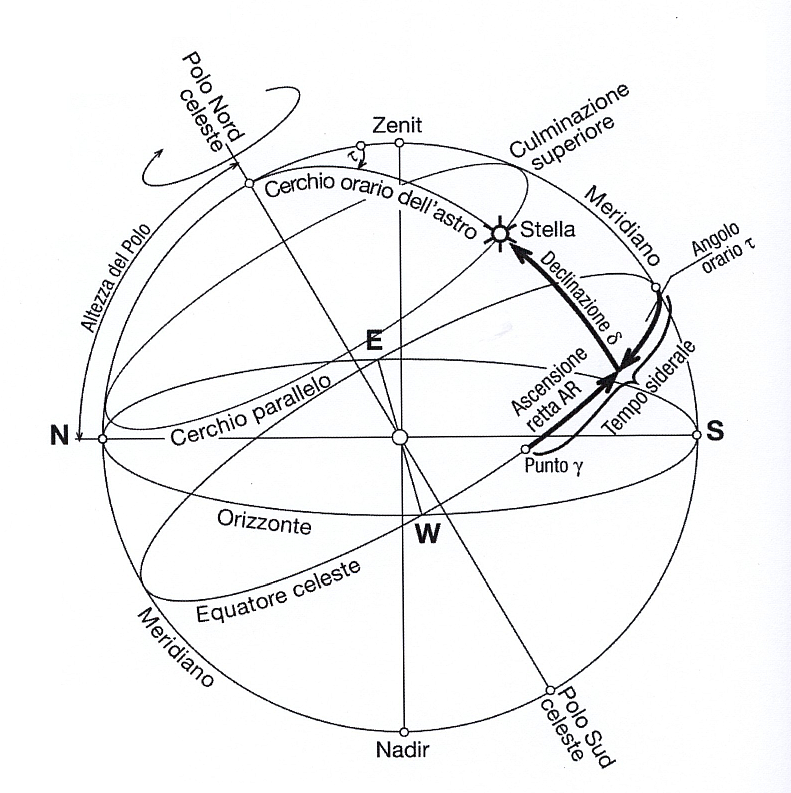 Polo Nord
celeste
Zenit
τ
Culminazione
superiore
Cerchio orario dell'astro
Stella
Meridiano
Angolo
orario τ
Altezza del Polo
Declinazione δ
E
Ascensione
retta AR
Tempo siderale
Cerchio parallelo
N
S
Punto γ
Orizzonte
W
Equatore celeste
Meridiano
Polo Sud
celeste
Nadir